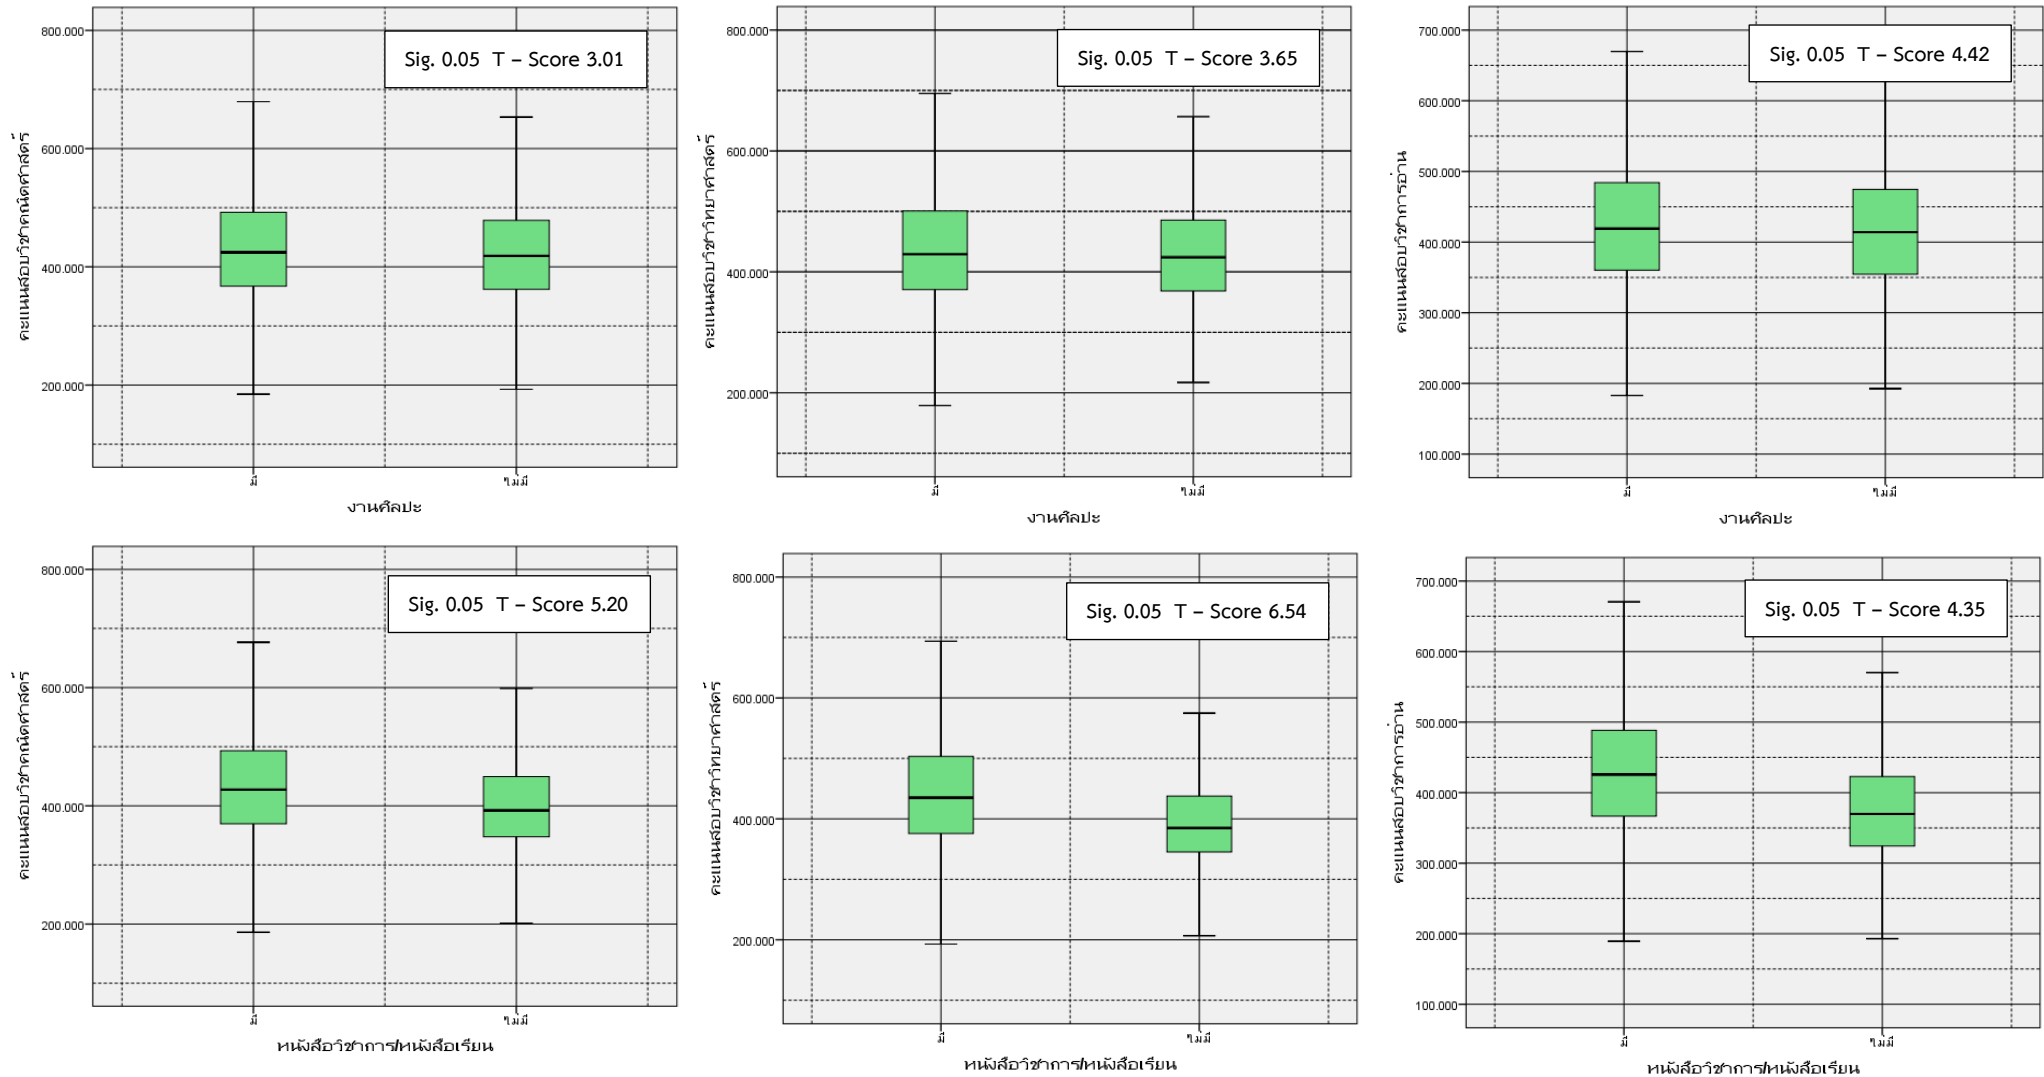 คะแนนสอบวิชาคณิตศาสตร์
800.000
600.000
400.000
200.000
Sig. 0.05 T – Score 3.01
มี
ไม่มี
งานศิลปะ
คะแนนสอบวิชาวิทยาศาสตร์
800.000
600.000
400.000
200.000
Sig. 0.05 T – Score 3.65
มี
ไม่มี
งานศิลปะ
คะแนนสอบวิชาการอ่าน
700.000
600.000
500.000
400.000
300.000
200.000
100.000
Sig. 0.05 T – Score 4.42
มี
ไม่มี
งานศิลปะ
คะแนนสอบวิชาคณิตศาสตร์
800.000
600.000
400.000
200.000
Sig. 0.05 T – Score 5.20
มี
ไม่มี
หนังสือวิชาการ/หนังสือเรียน
คะแนนสอบวิชาวิทยาศาสตร์
800.000
600.000
400.000
200.000
Sig. 0.05 T – Score 6.54
มี
ไม่มี
หนังสือวิชาการ/หนังสือเรียน
คะแนนสอบวิชาการอ่าน
700.000
600.000
500.000
400.000
300.000
200.000
100.000
Sig. 0.05 T – Score 4.35
มี
ไม่มี
หนังสือวิชาการ/หนังสือเรียน